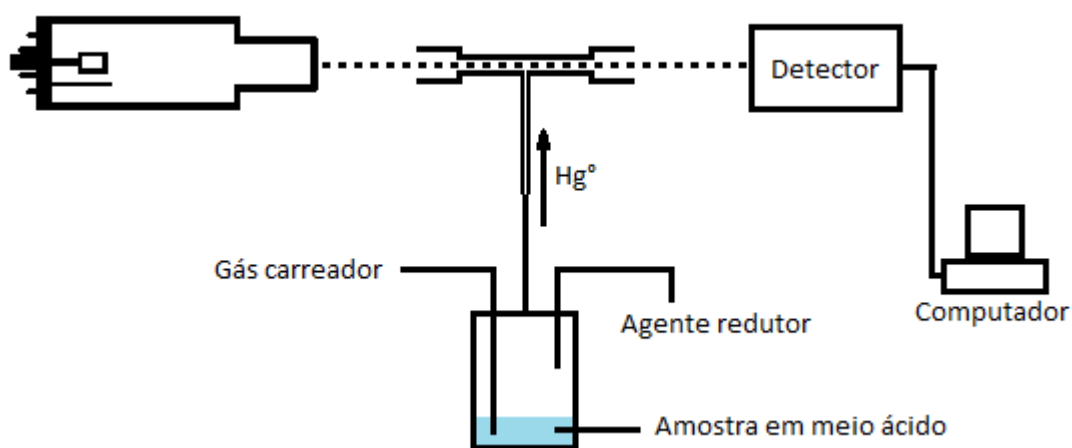 Detector
Hg°
Gás carreador
Agente redutor
Computador
Amostra em meio ácido